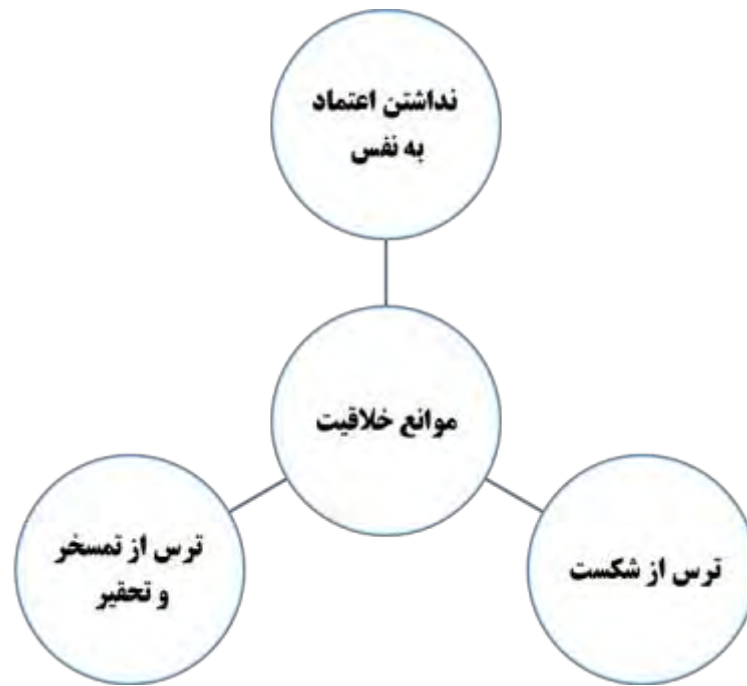 نداشتن اعتماد
به نفس
موانع خلاقیت
ترس از شکست
ترس از تمسخر
و تحقیر